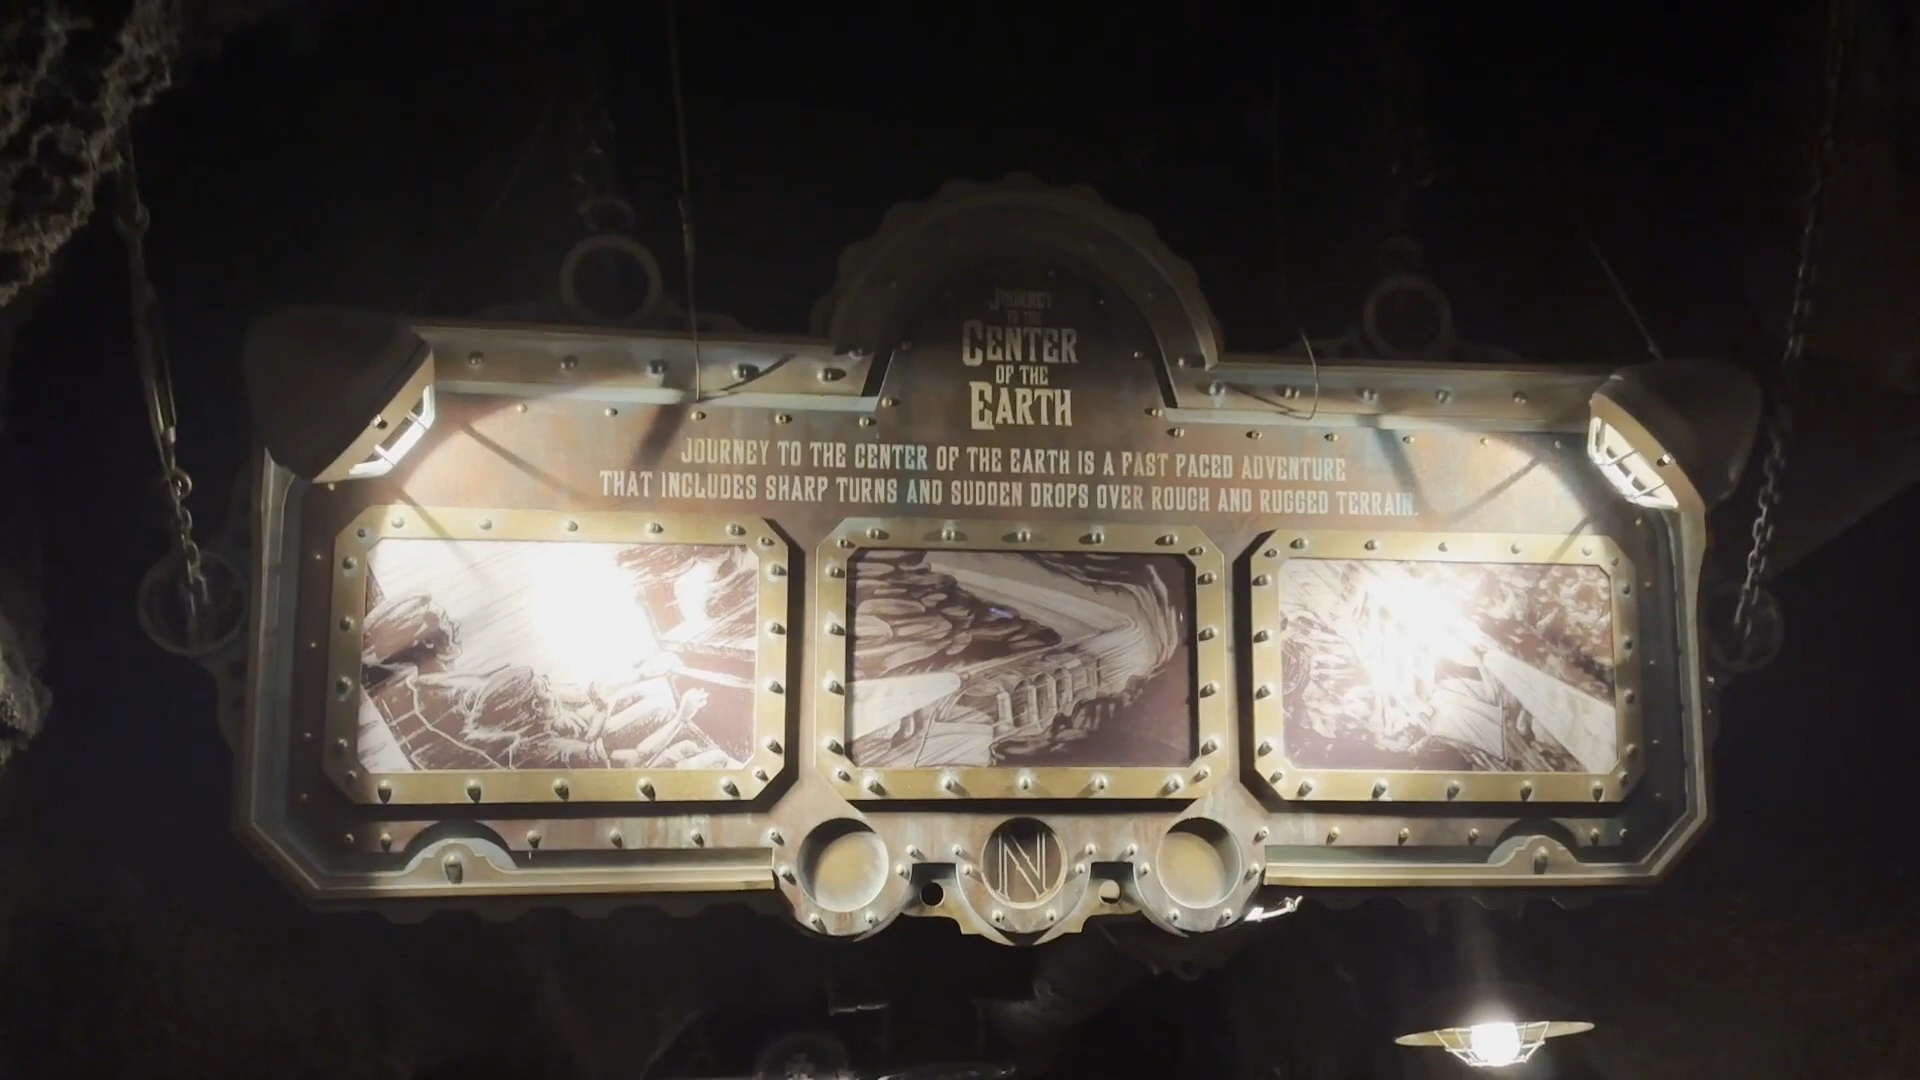 JOURNEY
TO THE
CENTER
OF THE
EARTH
JOURNEY TO THE CENTER OF THE EARTH IS A FAST PACED ADVENTURE
THAT INCLUDES SHARP TURNS AND SUDDEN DROPS OVER ROUGH AND RUGGED TERRAIN.
N